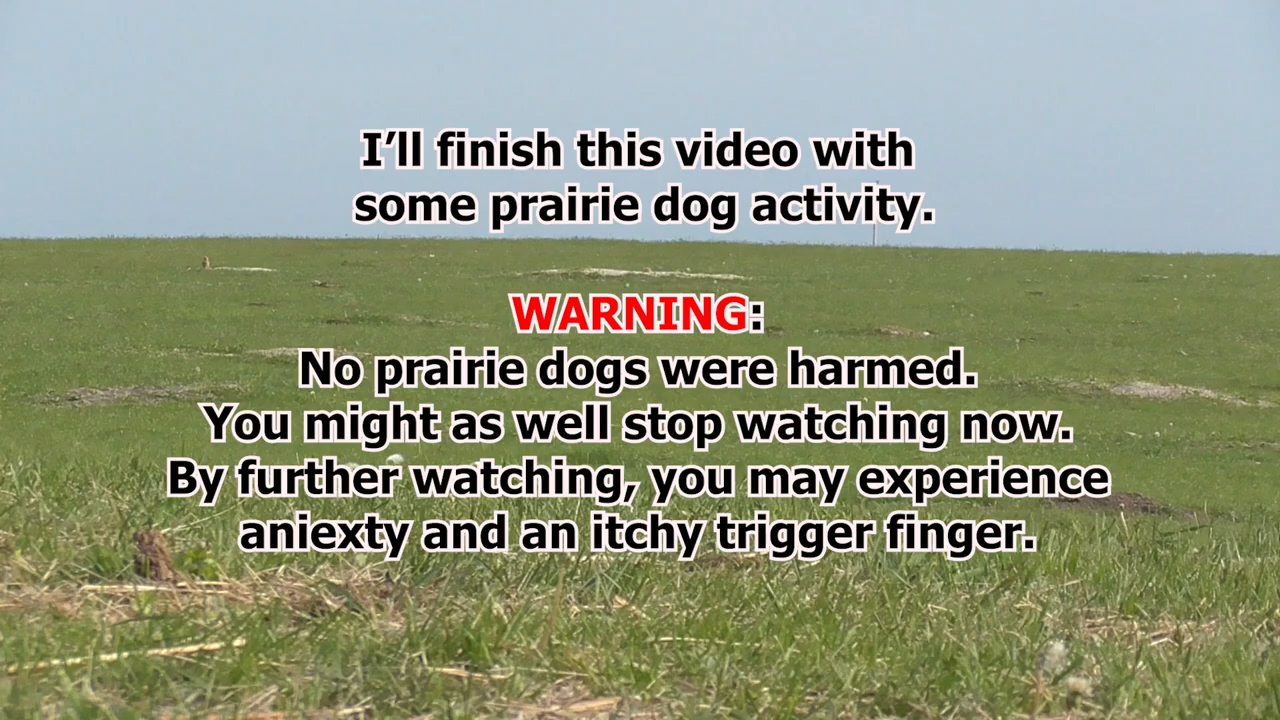 I’ll finish this video with
some prairie dog activity.
WARNING:
No prairie dogs were harmed.
You might as well stop watching now.
By further watching, you may experience
aniexty and an itchy trigger finger.